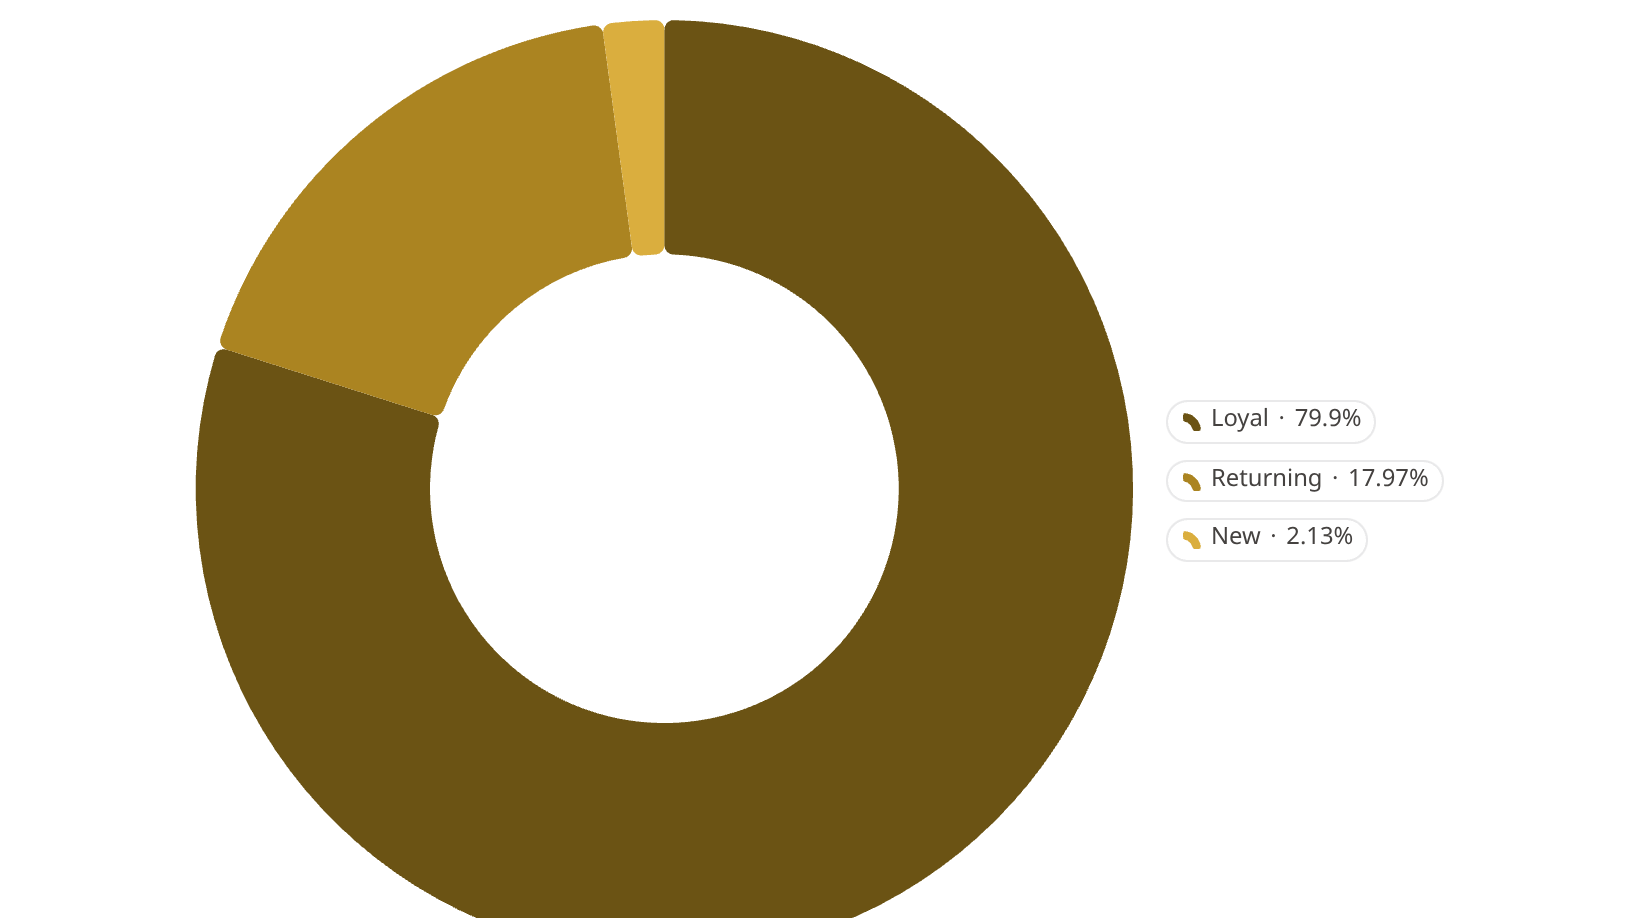 Loyal · 79.9%
Returning · 17.97%
New · 2.13%